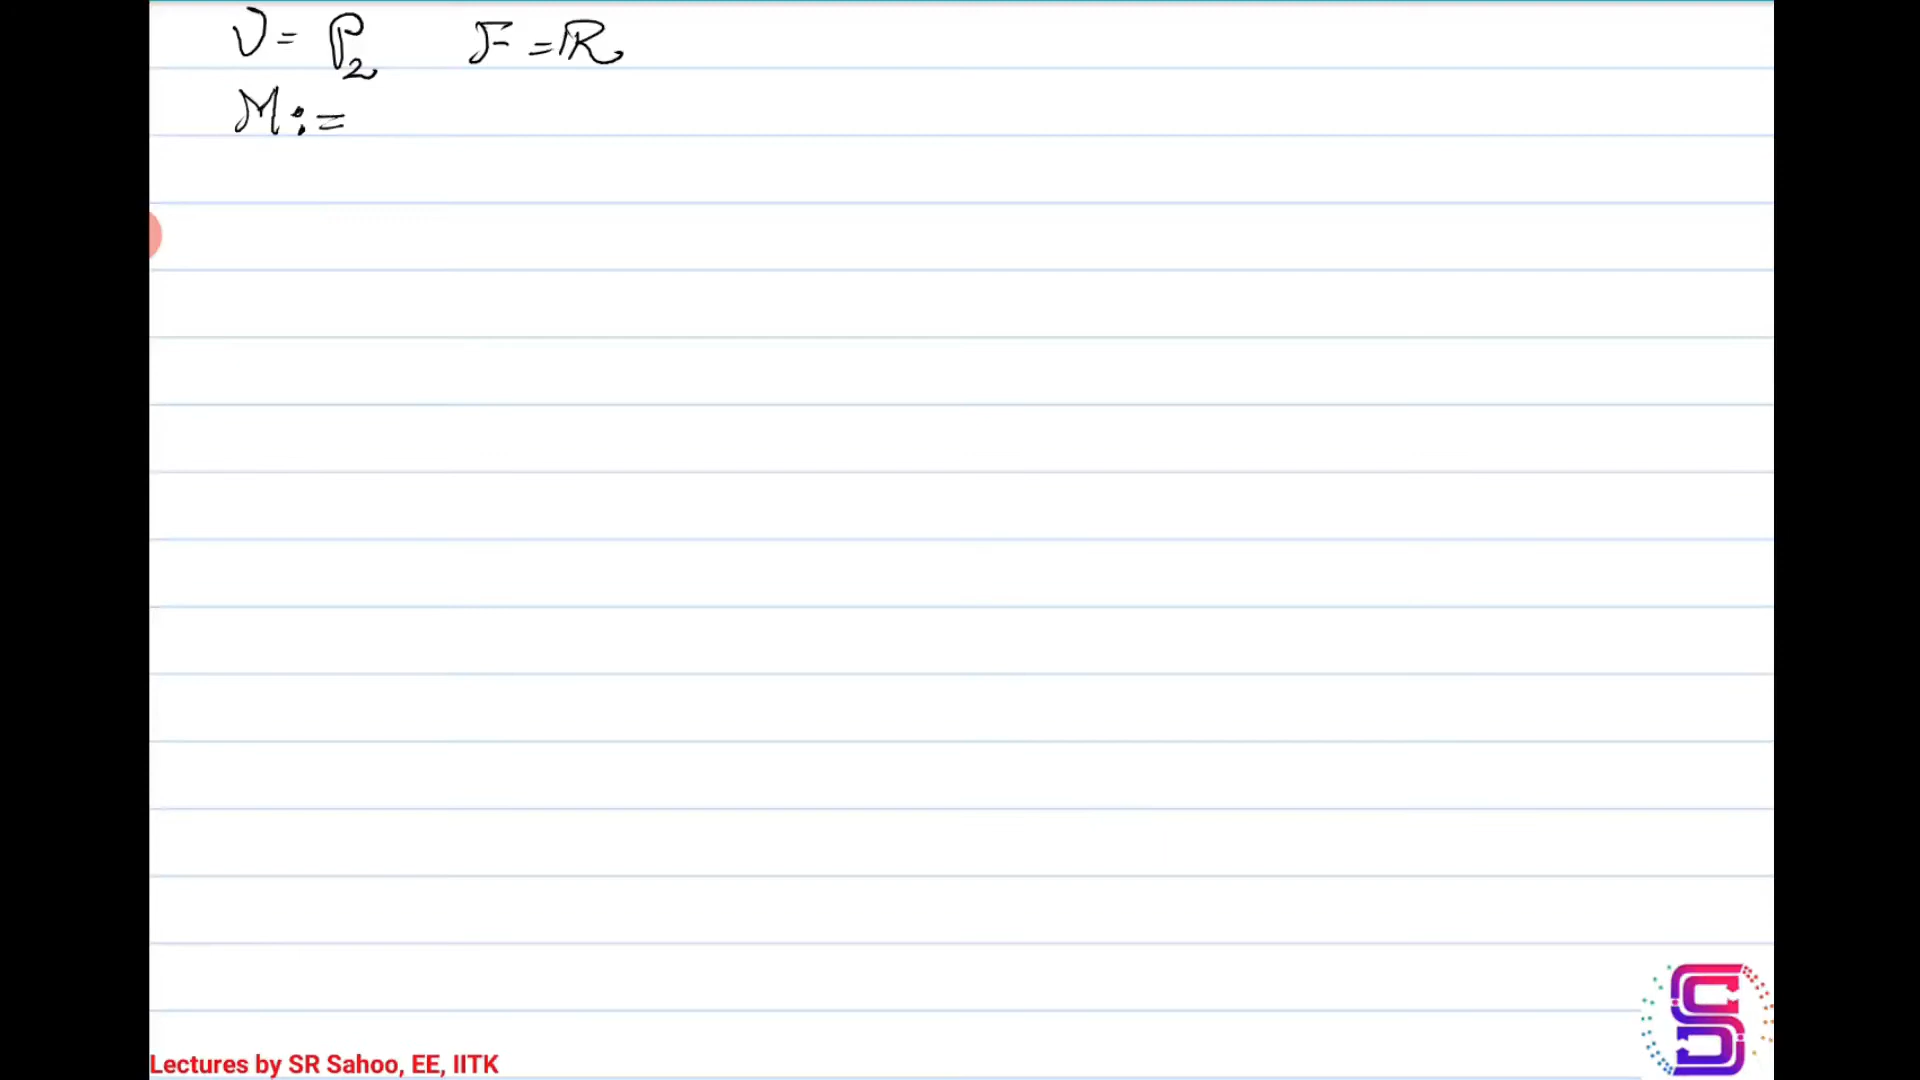 V = P₂ F = ℝ
M :=
Lectures by SR Sahoo, EE, IITK